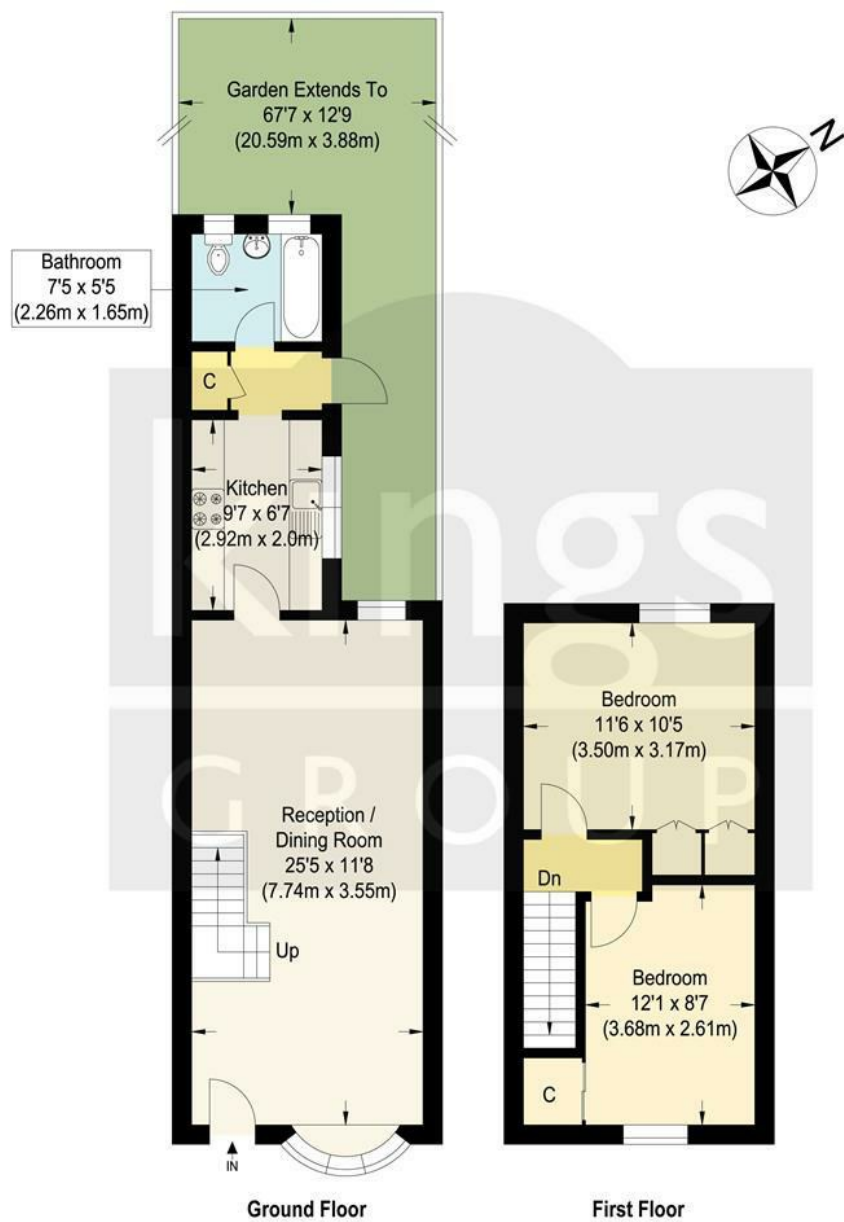 Garden Extends To
67'7 x 12'9
(20.59m x 3.88m)
N
Bathroom
7'5 x 5'5
(2.26m x 1.65m)
C
Kitchen
9'7 x 6'7
(2.92m x 2.0m)
Kings
GROUP
Reception /
Dining Room
25'5 x 11'8
(7.74m x 3.55m)
Up
IN
Ground Floor
Bedroom
11'6 x 10'5
(3.50m x 3.17m)
Dn
Bedroom
12'1 x 8'7
(3.68m x 2.61m)
C
First Floor